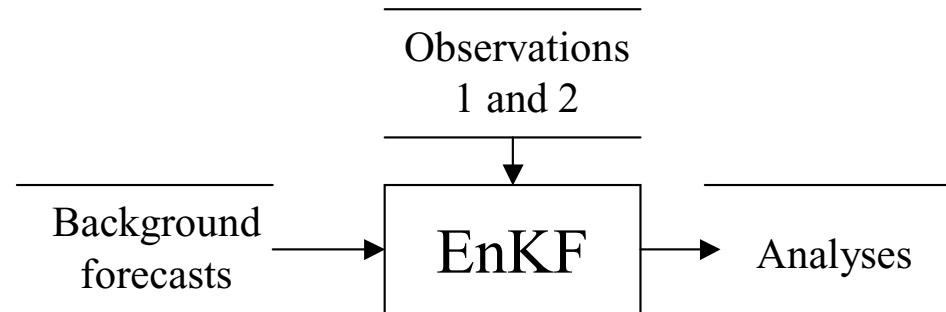 Observations
1 and 2
Background
forecasts
EnKF
Analyses